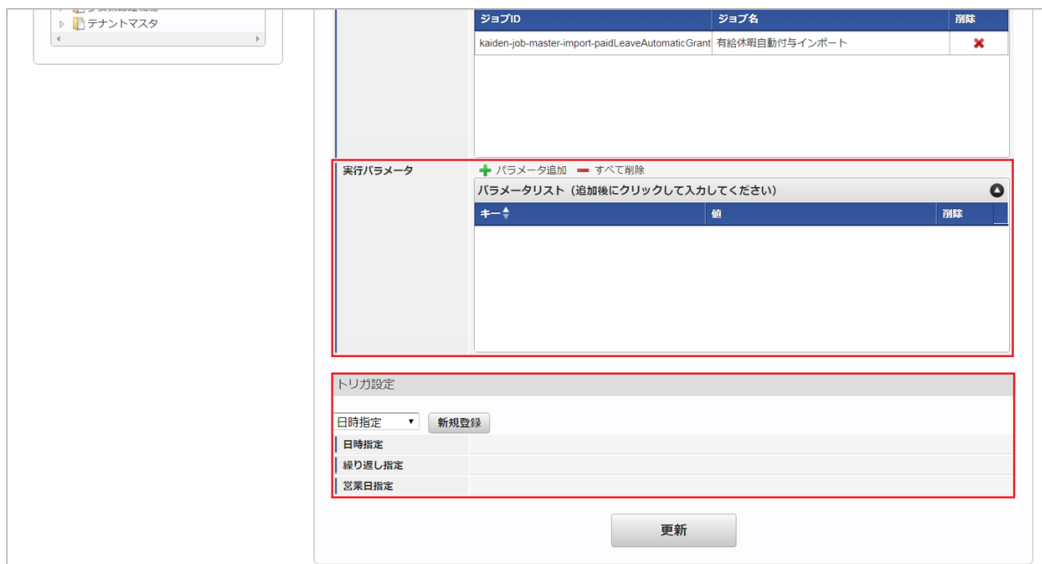 テナントマスタ
ジョブID ジョブ名 削除
kaiden-job-master-import-paidLeaveAutomaticGrant 有給休暇自動付与インポート
実行パラメータ パラメータ追加 すべて削除
パラメータリスト（追加後にクリックして入力してください）
キー 値 削除
トリガ設定
日時指定 新規登録
日時指定
繰り返し指定
営業日指定
更新